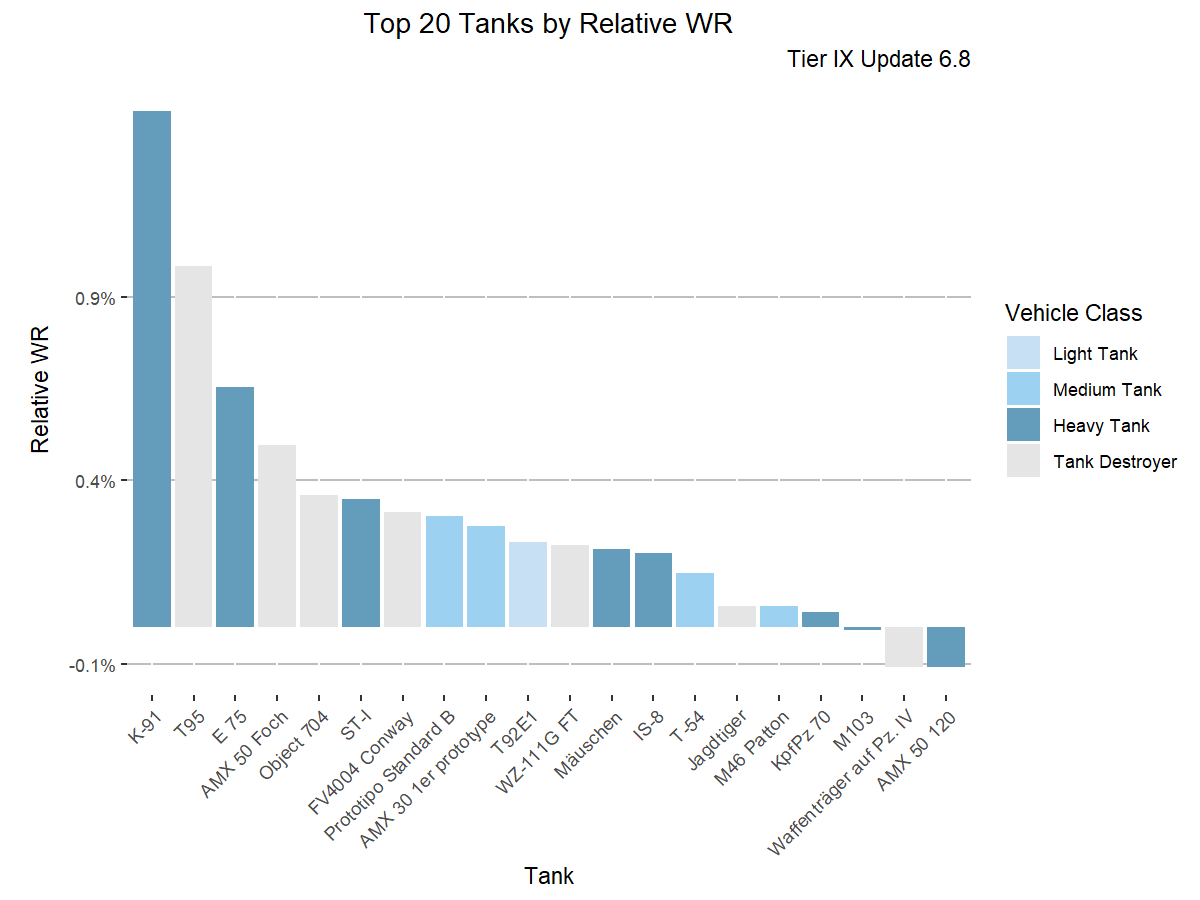 Top 20 Tanks by Relative WR
Tier IX Update 6.8
Relative WR
0.9%
0.4%
-0.1%
K-91
T95
E 75
AMX 50 Foch
Object 704
ST-I
FV4004 Conway
Prototipo Standard B
AMX 30 1er prototype
T92E1
WZ-111G FT
Mäuschen
IS-8
T-54
Jagdtiger
M46 Patton
KpfPz 70
M103
Waffenträger auf Pz. IV
AMX 50 120
Tank
Vehicle Class
Light Tank
Medium Tank
Heavy Tank
Tank Destroyer